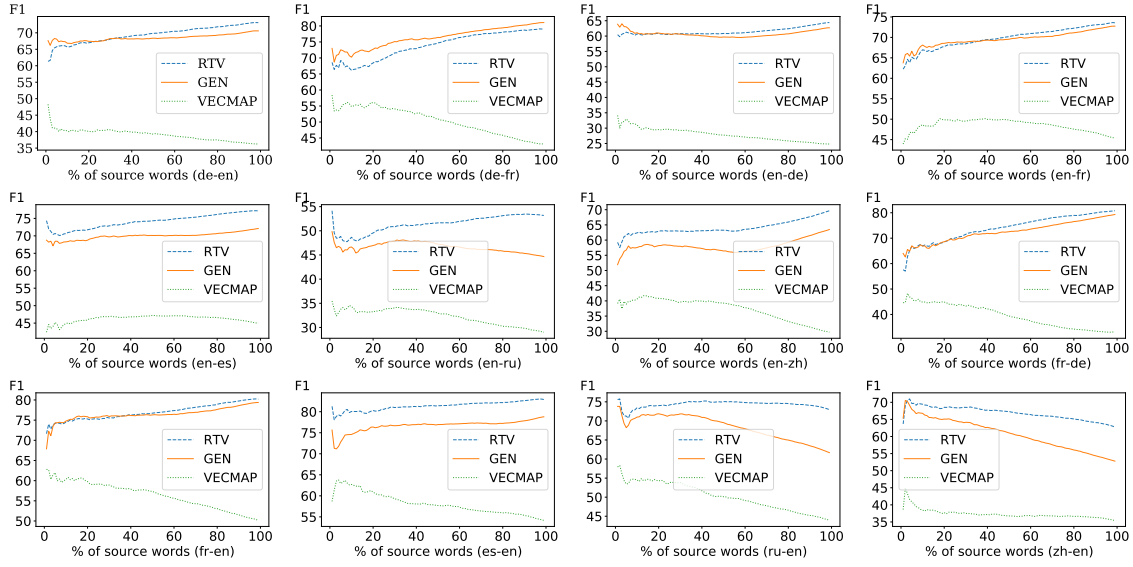 F1
70
65
60
55
50
45
40
35
RTV
GEN
VECMAP
0 20 40 60 80 100
% of source words (de-en)
F1
80
75
70
65
60
55
50
45
RTV
GEN
VECMAP
0 20 40 60 80 100
% of source words (de-fr)
F1
65
60
55
50
45
40
35
30
25
RTV
GEN
VECMAP
0 20 40 60 80 100
% of source words (en-de)
F1
75
70
65
60
55
50
45
RTV
GEN
VECMAP
0 20 40 60 80 100
% of source words (en-fr)
F1
75
70
65
60
55
50
45
RTV
GEN
VECMAP
0 20 40 60 80 100
% of source words (en-es)
F1
55
50
45
40
35
30
RTV
GEN
VECMAP
0 20 40 60 80 100
% of source words (en-ru)
F1
70
65
60
55
50
45
40
35
30
RTV
GEN
VECMAP
0 20 40 60 80 100
% of source words (en-zh)
F1
80
70
60
50
40
RTV
GEN
VECMAP
0 20 40 60 80 100
% of source words (fr-de)
F1
80
75
70
65
60
55
50
RTV
GEN
VECMAP
0 20 40 60 80 100
% of source words (fr-en)
F1
80
75
70
65
60
55
RTV
GEN
VECMAP
0 20 40 60 80 100
% of source words (es-en)
F1
75
70
65
60
55
50
45
RTV
GEN
VECMAP
0 20 40 60 80 100
% of source words (ru-en)
F1
70
65
60
55
50
45
40
35
RTV
GEN
VECMAP
0 20 40 60 80 100
% of source words (zh-en)